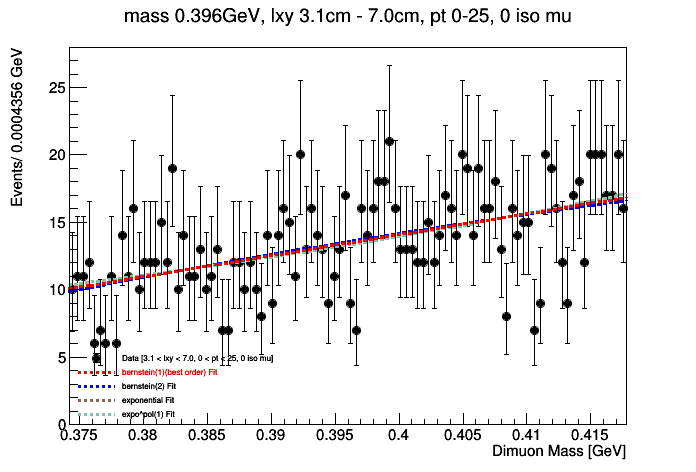 mass 0.396GeV, lxy 3.1cm - 7.0cm, pt 0-25, 0 iso mu
Events/ 0.0004356 GeV
25
20
15
10
5
0
Data [3.1 < lxy < 7.0, 0 < pt < 25, 0 iso mu]
bernstein(1)(best order) Fit
bernstein(2) Fit
exponential Fit
expo*pol(1) Fit
0.375 0.38 0.385 0.39 0.395 0.4 0.405 0.41 0.415
Dimuon Mass [GeV]